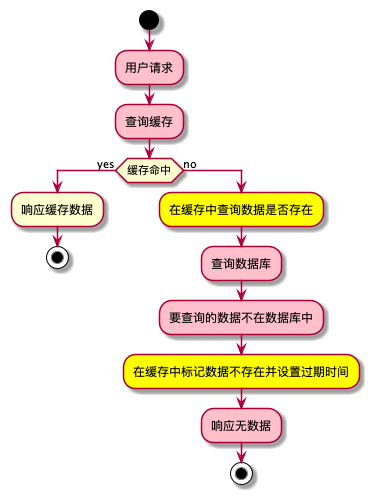 用户请求
查询缓存
yes
缓存命中
no
响应缓存数据
在缓存中查询数据是否存在
查询数据库
要查询的数据不在数据库中
在缓存中标记数据不存在并设置过期时间
响应无数据